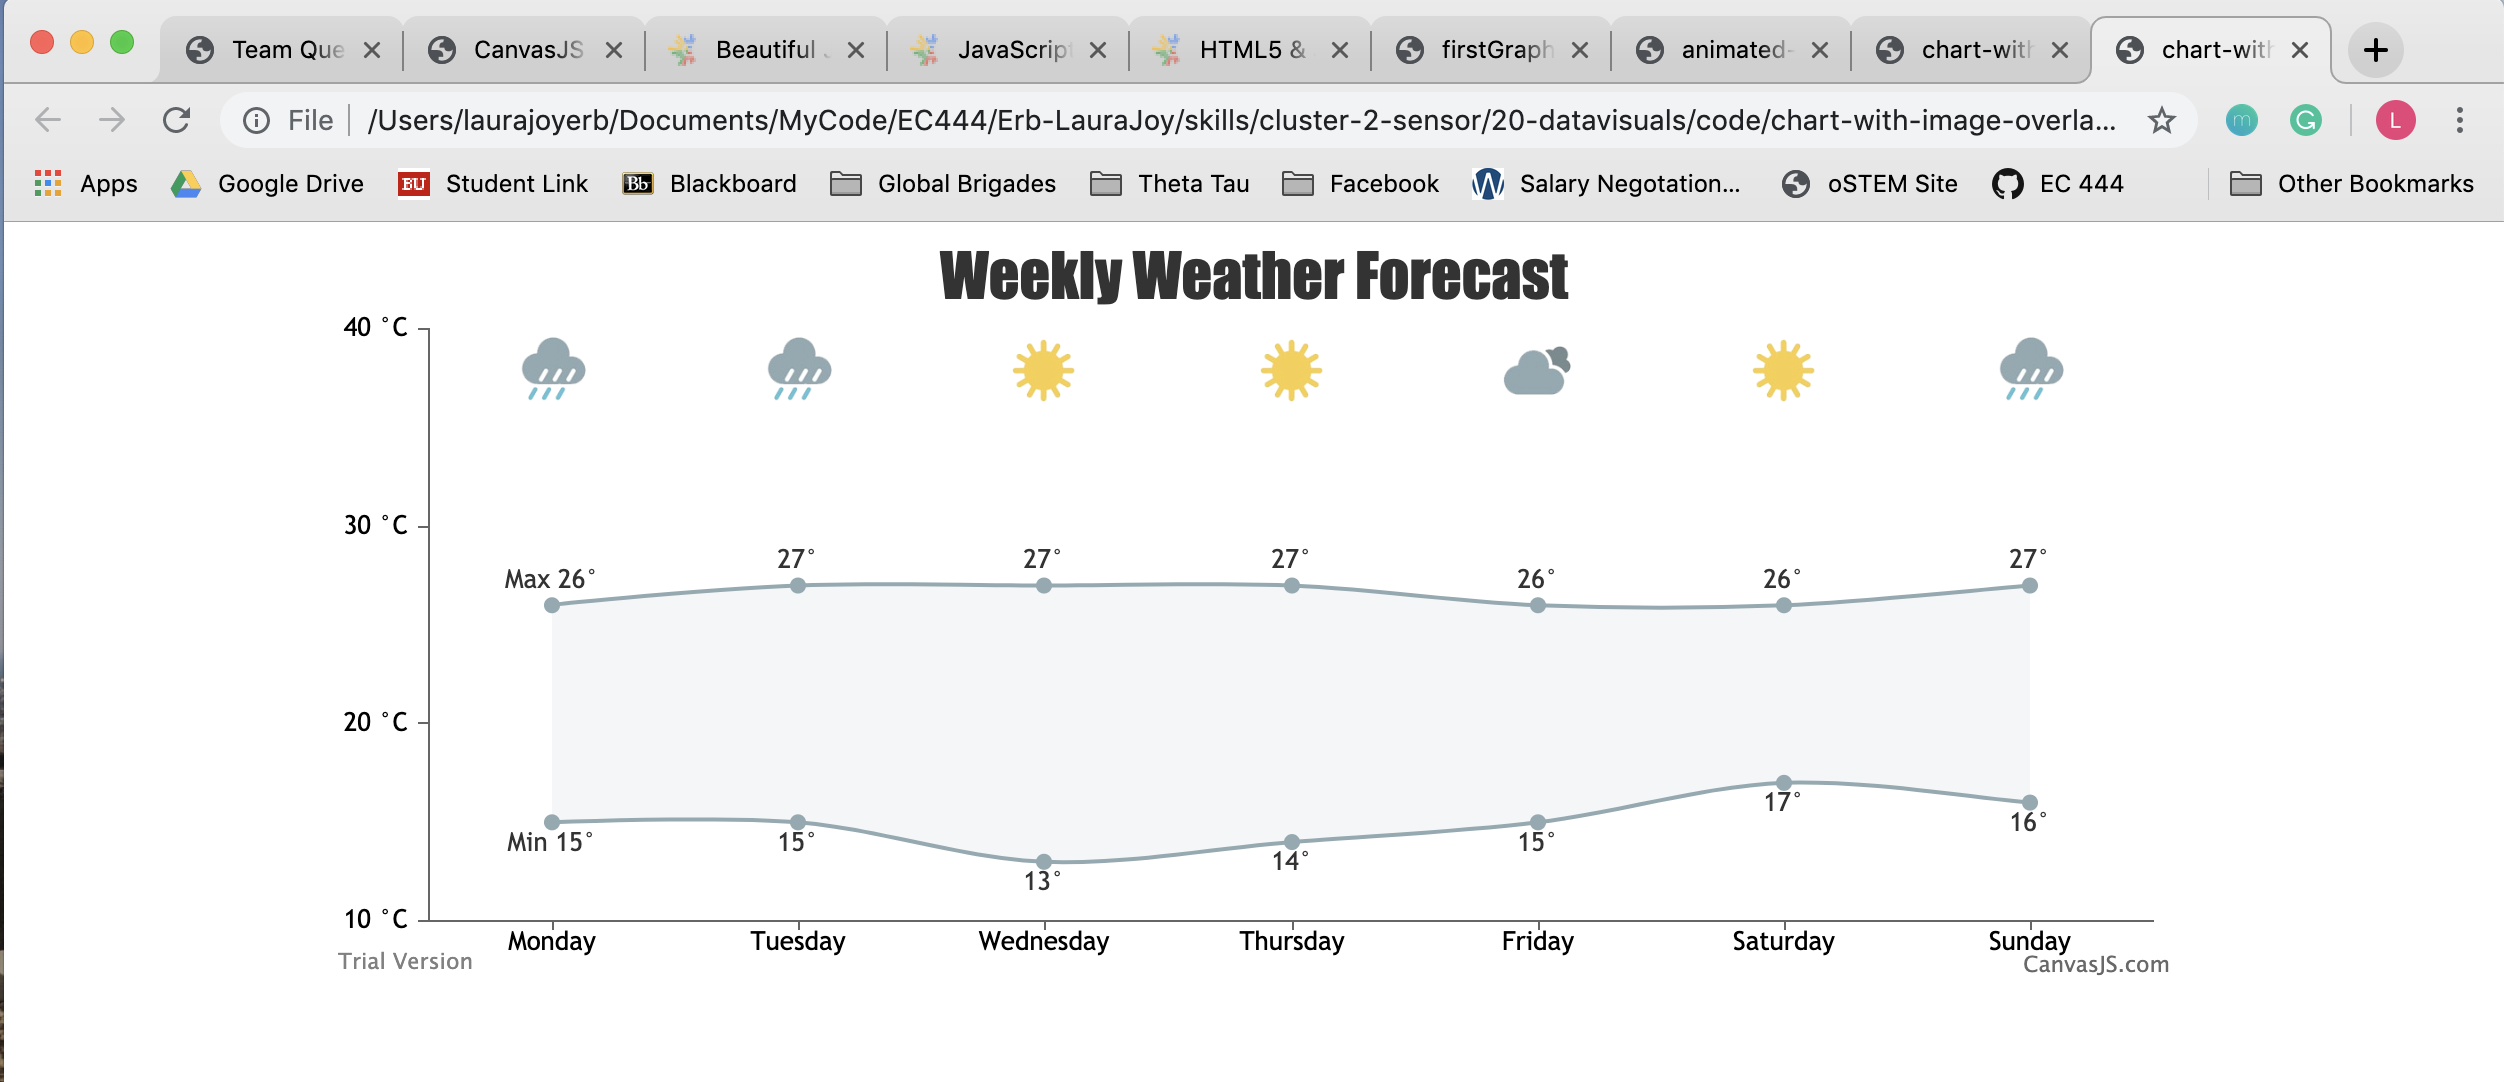 Team Que CanvasJS Beautiful JavaScript HTML5 & firstGraph animated- chart-with chart-with
File /Users/laurajoyerb/Documents/MyCode/EC444/Erb-LauraJoy/skills/cluster-2-sensor/20-datavisuals/code/chart-with-image-overla... m G L
Apps Google Drive BU Student Link Bb Blackboard Global Brigades Theta Tau Facebook W Salary Negotation... oSTEM Site EC 444 Other Bookmarks
Weekly Weather Forecast
40 °C
30 °C
27° 27° 27° 27°
Max 26° 26° 26°
20 °C
17°
16°
Min 15° 15° 15°
14°
13°
10 °C
Monday Tuesday Wednesday Thursday Friday Saturday Sunday
Trial Version CanvasJS.com